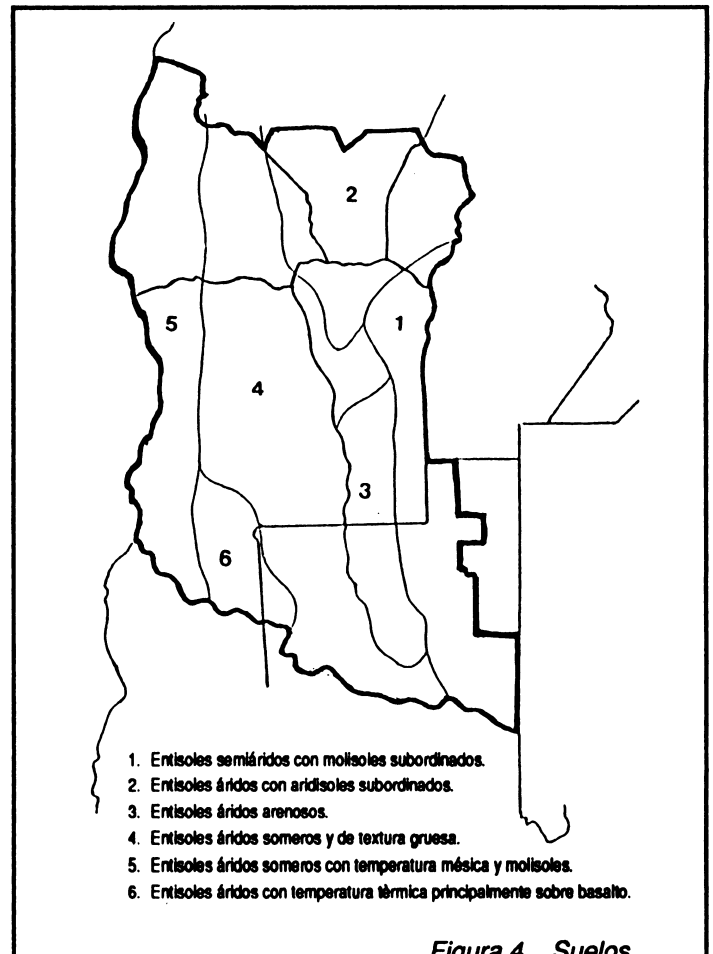 2
5
1
4
3
6
1. Entisoles semiáridos con molisoles subordinados.
2. Entisoles áridos con aridisoles subordinados.
3. Entisoles áridos arenosos.
4. Entisoles áridos someros y de textura gruesa.
5. Entisoles áridos someros con temperatura mésica y molisoles.
6. Entisoles áridos con temperatura tèrmica principalmente sobre basalto.
Figura 4 Suelos